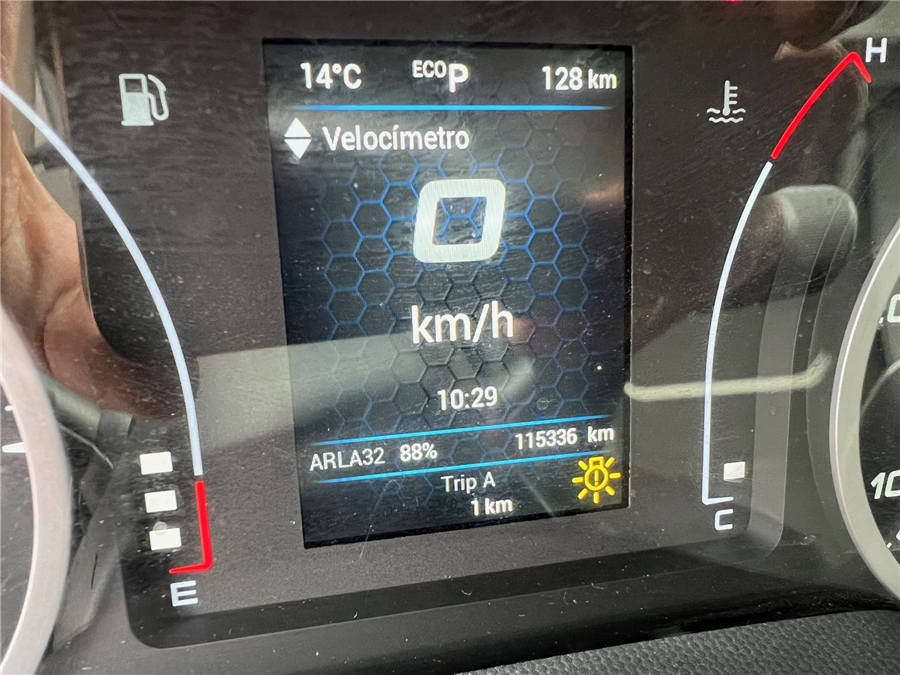 14°C ECO P 128 km
H
Velocímetro
0
km/h
10:29
ARLA32 88% 115336 km
Trip A
1 km
E
C